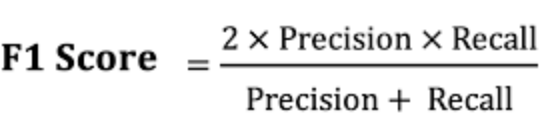 F1 Score = 2 × Precision × Recall
Precision + Recall